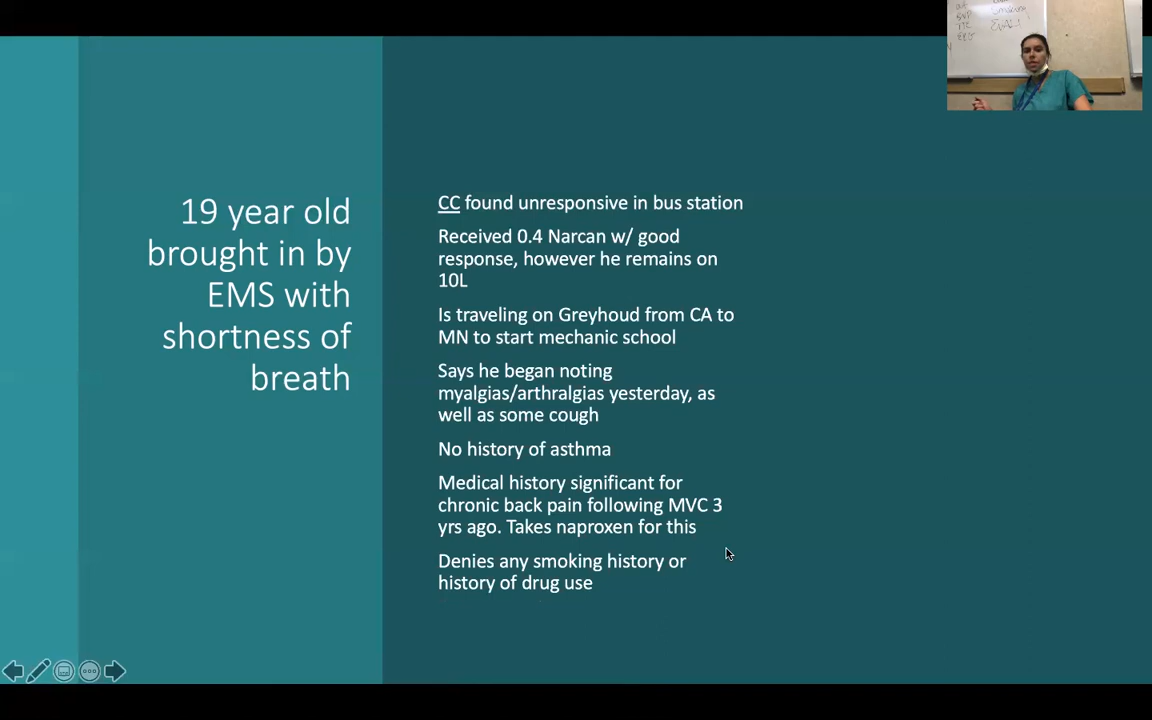 19 year old
brought in by
EMS with
shortness of
breath
CC found unresponsive in bus station
Received 0.4 Narcan w/ good
response, however he remains on
10L
Is traveling on Greyhoud from CA to
MN to start mechanic school
Says he began noting
myalgias/arthralgias yesterday, as
well as some cough
No history of asthma
Medical history significant for
chronic back pain following MVC 3
yrs ago. Takes naproxen for this
Denies any smoking history or
history of drug use